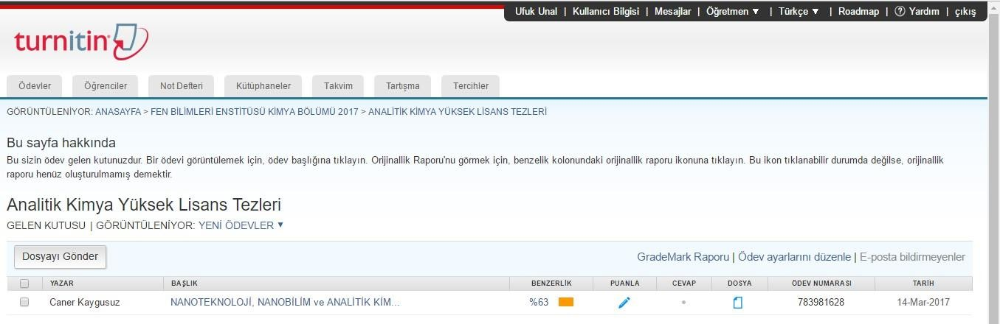 Ufuk Unal | Kullanıcı Bilgisi | Mesajlar | Öğretmen ▼ | Türkçe ▼ | Roadmap | ? Yardım | çıkış
turnitin
Ödevler Öğrenciler Not Defteri Kütüphaneler Takvim Tartışma Tercihler
GÖRÜNTÜLENİYOR: ANASAYFA > FEN BİLİMLERİ ENSTİTÜSÜ KİMYA BÖLÜMÜ 2017 > ANALİTİK KİMYA YÜKSEK LİSANS TEZLERİ
Bu sayfa hakkında
Bu sizin ödev gelen kutunuzdur. Bir ödevi görüntülemek için, ödev başlığına tıklayın. Orijinallik Raporu'nu görmek için, benzelik kolonundaki orijinallik raporu ikonuna tıklayın. Bu ikon tıklanabilir durumda değilse, orijinallik
raporu henüz oluşturulmamış demektir.
Analitik Kimya Yüksek Lisans Tezleri
GELEN KUTUSU | GÖRÜNTÜLENİYOR: YENİ ÖDEVLER ▼
Dosyayı Gönder GradeMark Raporu | Ödev ayarlarını düzenle | E-posta bildirmeyenler
YAZAR BAŞLIK BENZERLİK PUANLA CEVAP DOSYA ÖDEV NUMARASI TARİH
Caner Kaygusuz NANOTEKNOLOJİ, NANOBİLİM ve ANALİTİK KİM... %63 783981628 14-Mar-2017